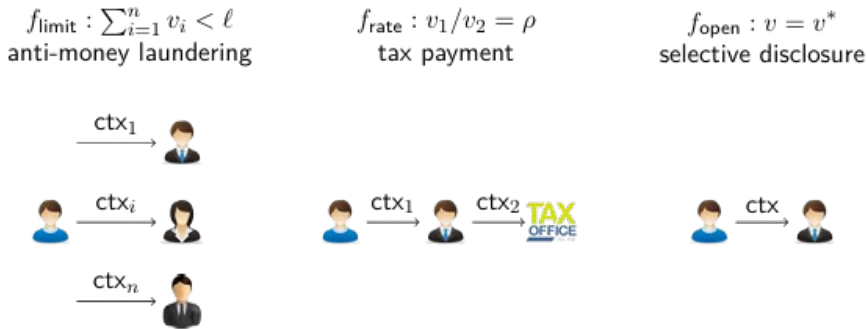 f_limit : ∑_{i=1}^n v_i < ℓ
anti-money laundering
f_rate : v_1/v_2 = ρ
tax payment
f_open : v = v*
selective disclosure
ctx_1
ctx_i
ctx_n
ctx_1
ctx_2
TAX
OFFICE
ctx